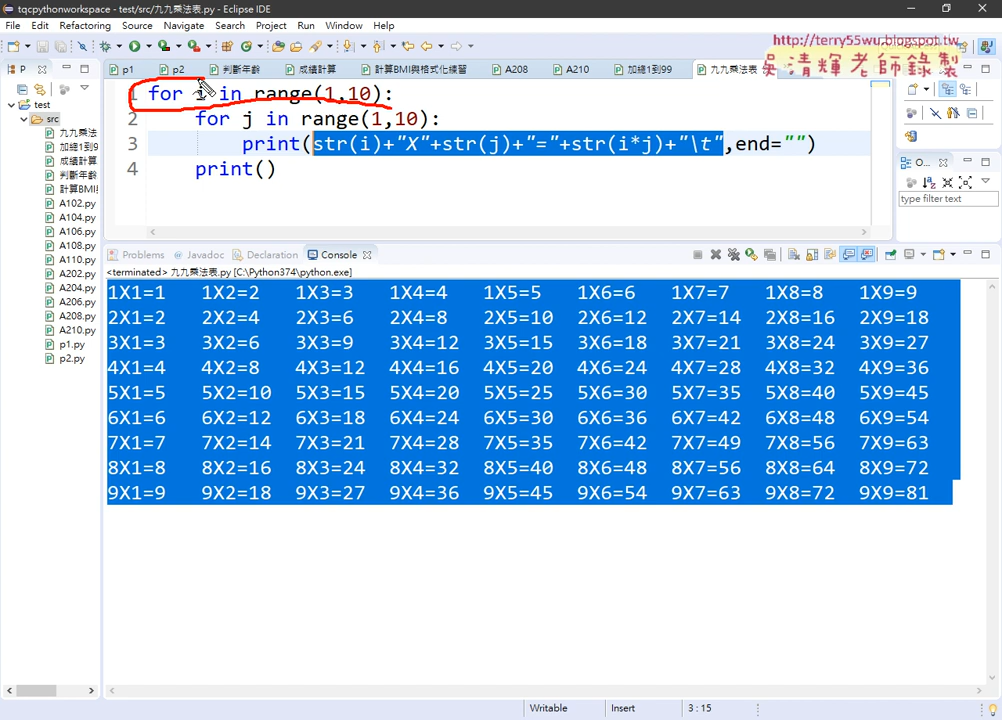 tqcpythonworkspace - test/src/九九乘法表.py - Eclipse IDE
File Edit Refactoring Source Navigate Search Project Run Window Help
http://terry55wu.blogspot.tw
吳清輝老師錄製
P
p1 p2 判斷年齡 成績計算 計算BMI與格式化練習 A208 A210 加總1到99 九九乘法表
1 for i in range(1,10):
2 for j in range(1,10):
3 print(str(i)+"X"+str(j)+"="+str(i*j)+"\t",end="")
4 print()
test
src
九九乘法
加總1到9
成績計算
判斷年齡
計算BMI
A102.py
A104.py
A106.py
A108.py
A110.py
A202.py
A204.py
A206.py
A208.py
A210.py
p1.py
p2.py
O...
type filter text
Problems Javadoc Declaration Console
<terminated> 九九乘法表.py [C:\Python374\python.exe]
1X1=1 1X2=2 1X3=3 1X4=4 1X5=5 1X6=6 1X7=7 1X8=8 1X9=9
2X1=2 2X2=4 2X3=6 2X4=8 2X5=10 2X6=12 2X7=14 2X8=16 2X9=18
3X1=3 3X2=6 3X3=9 3X4=12 3X5=15 3X6=18 3X7=21 3X8=24 3X9=27
4X1=4 4X2=8 4X3=12 4X4=16 4X5=20 4X6=24 4X7=28 4X8=32 4X9=36
5X1=5 5X2=10 5X3=15 5X4=20 5X5=25 5X6=30 5X7=35 5X8=40 5X9=45
6X1=6 6X2=12 6X3=18 6X4=24 6X5=30 6X6=36 6X7=42 6X8=48 6X9=54
7X1=7 7X2=14 7X3=21 7X4=28 7X5=35 7X6=42 7X7=49 7X8=56 7X9=63
8X1=8 8X2=16 8X3=24 8X4=32 8X5=40 8X6=48 8X7=56 8X8=64 8X9=72
9X1=9 9X2=18 9X3=27 9X4=36 9X5=45 9X6=54 9X7=63 9X8=72 9X9=81
Writable Insert 3 : 15